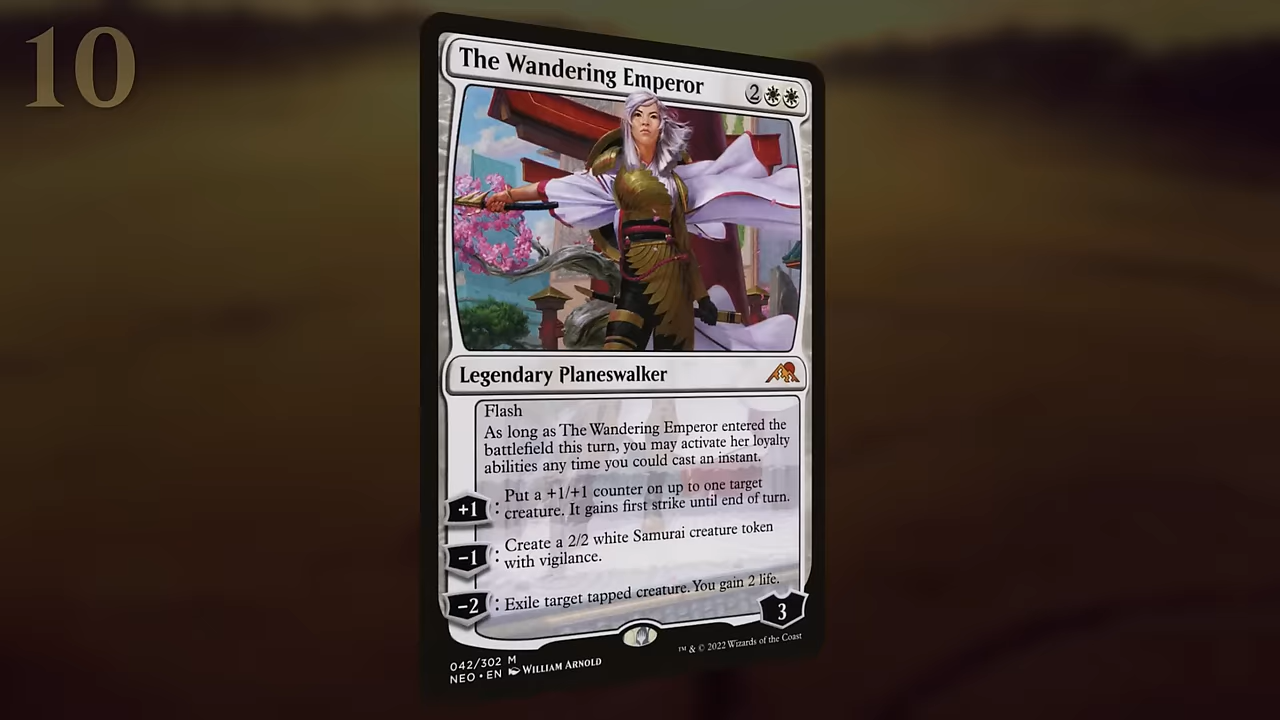 10
The Wandering Emperor
2
Legendary Planeswalker
Flash
As long as The Wandering Emperor entered the
battlefield this turn, you may activate her loyalty
abilities any time you could cast an instant.
+1 : Put a +1/+1 counter on up to one target
creature. It gains first strike until end of turn.
−1 : Create a 2/2 white Samurai creature token
with vigilance.
−2 : Exile target tapped creature. You gain 2 life.
3
042/302 M
NEO • EN WILLIAM ARNOLD
™ & © 2022 Wizards of the Coast